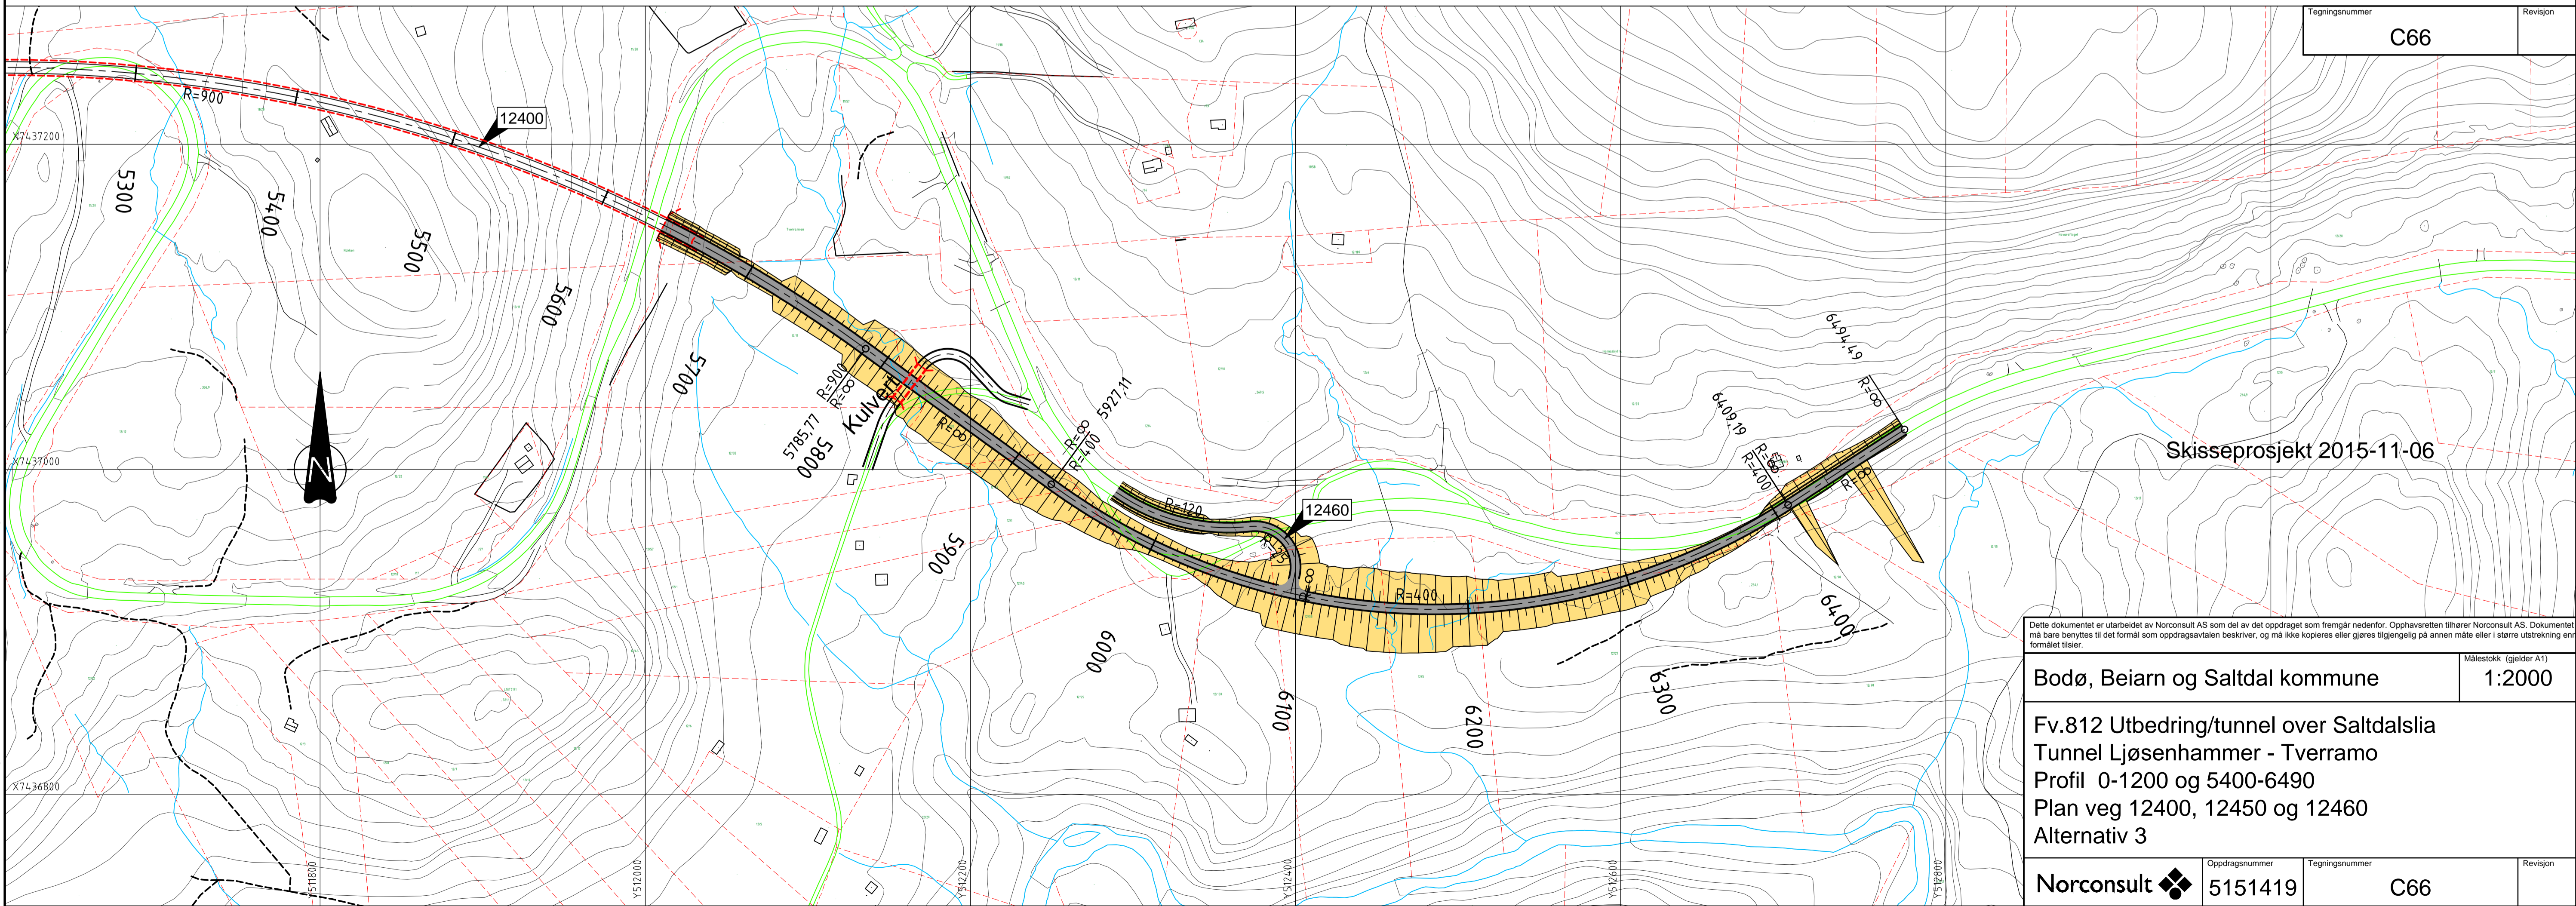 Tegningsnummer
Revisjon
C66
R=900
12400
X7437200
5300
5400
5500
5600
5700
6494,49
R=∞
R=900
R=∞
5785,77
Kulvert
5800
R=∞
R=∞
R=400
5927,11
6409,19
R=∞
R=400
R=∞
Skisseprosjekt 2015-11-06
X7437000
N
R=120
12460
R=25
R=∞
5900
R=400
6000
6100
6200
6300
6400
Dette dokumentet er utarbeidet av Norconsult AS som del av det oppdraget som fremgår nedenfor. Opphavsretten tilhører Norconsult AS. Dokumentet
må bare benyttes til det formål som oppdragsavtalen beskriver, og må ikke kopieres eller gjøres tilgjengelig på annen måte eller i større utstrekning enn
formålet tilsier.
Bodø, Beiarn og Saltdal kommune
Målestokk (gjelder A1)
1:2000
Fv.812 Utbedring/tunnel over Saltdalslia
Tunnel Ljøsenhammer - Tverramo
Profil 0-1200 og 5400-6490
Plan veg 12400, 12450 og 12460
Alternativ 3
X7436800
Y511800
Y512000
Y512200
Y512400
Y512600
Y512800
Norconsult
Oppdragsnummer
5151419
Tegningsnummer
C66
Revisjon